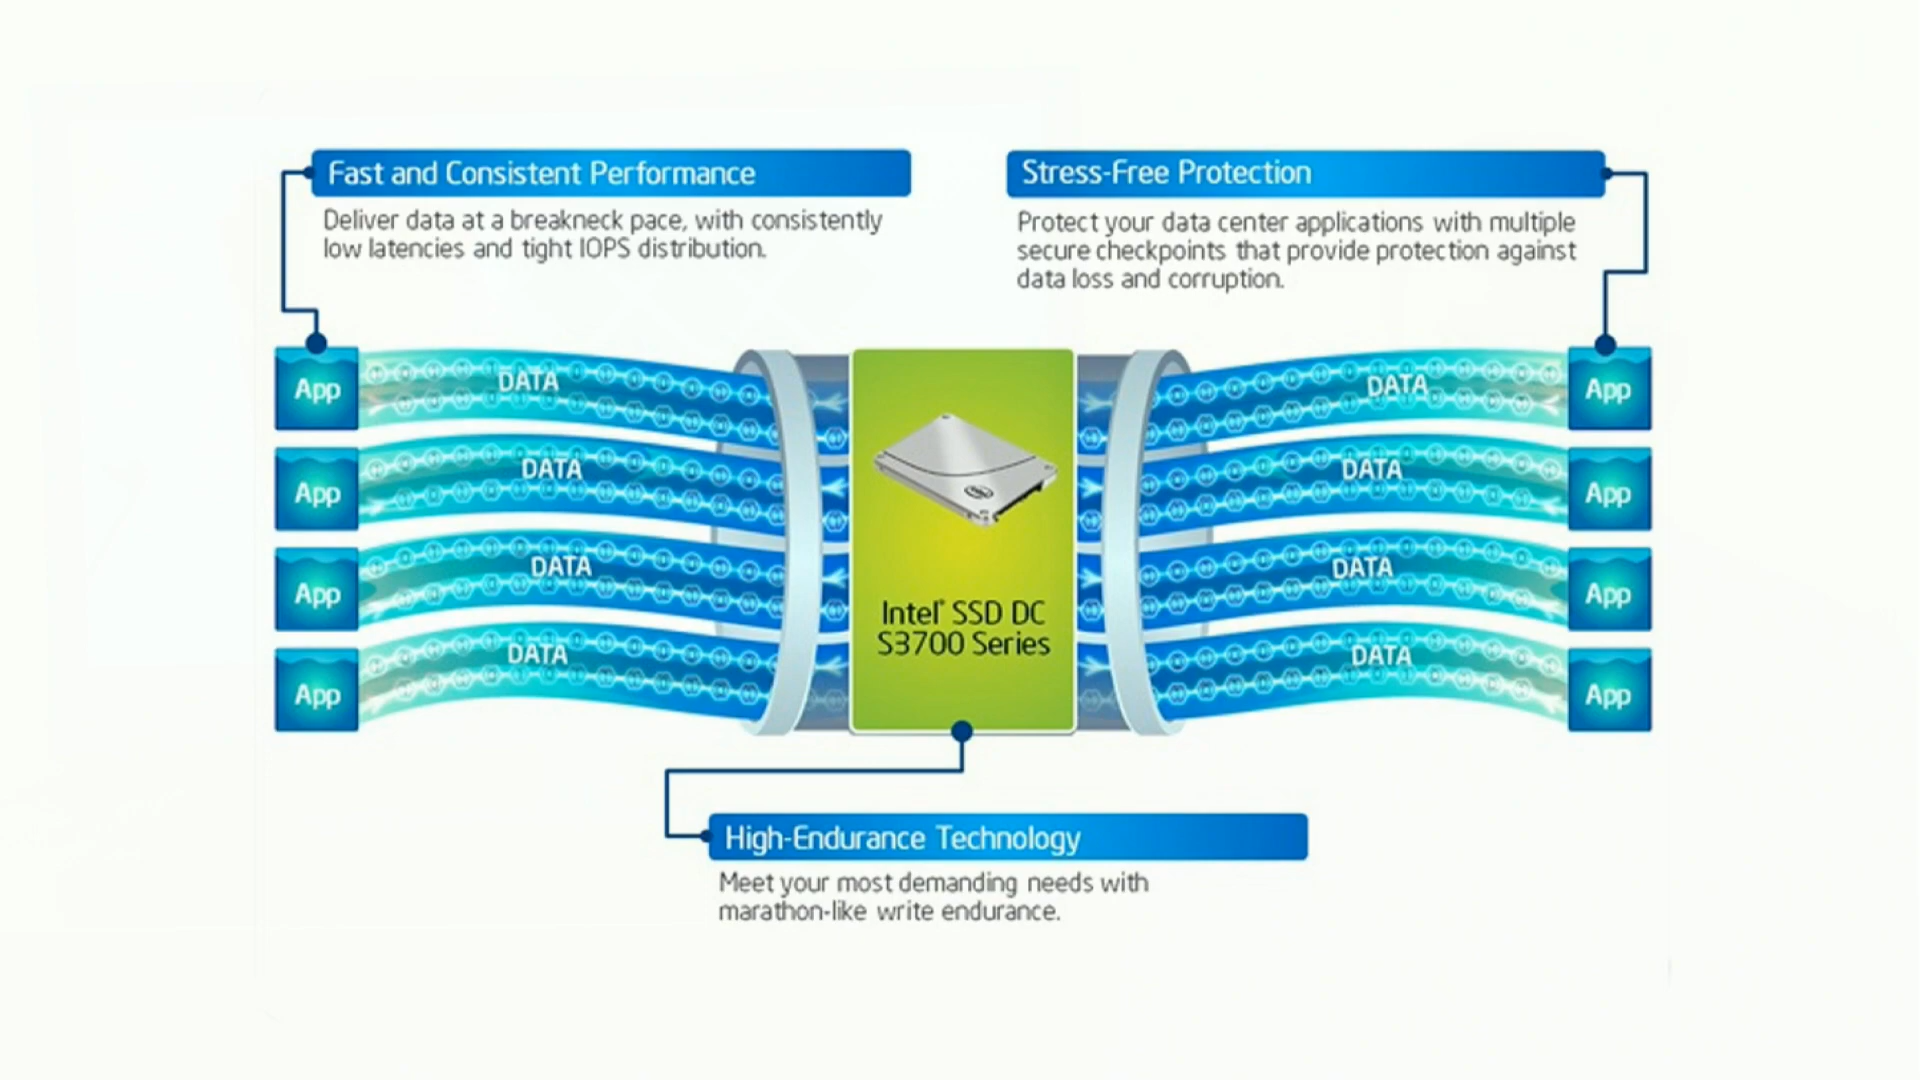 Fast and Consistent Performance
Deliver data at a breakneck pace, with consistently
low latencies and tight IOPS distribution.
Stress-Free Protection
Protect your data center applications with multiple
secure checkpoints that provide protection against
data loss and corruption.
App
DATA
DATA
App
App
DATA
DATA
App
App
DATA
DATA
App
App
DATA
DATA
App
intel
Intel® SSD DC
S3700 Series
High-Endurance Technology
Meet your most demanding needs with
marathon-like write endurance.